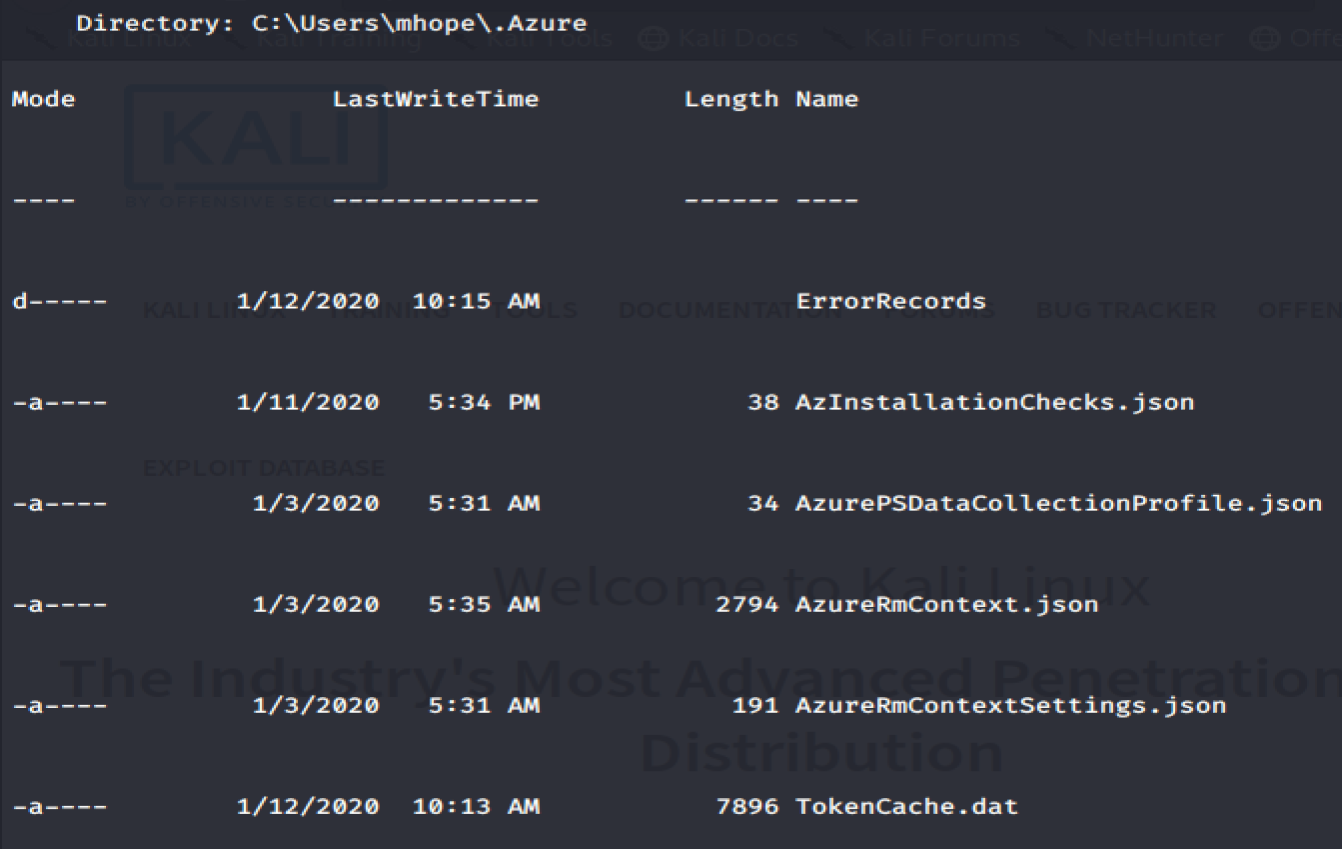 Directory: C:\Users\mhope\.Azure
Kali Linux Kali Training Kali Tools Kali Docs Kali Forums NetHunter Offe
Mode LastWriteTime Length Name
KALI
---- ------------- ------ ----
BY OFFENSIVE SECU
d----- 1/12/2020 10:15 AM ErrorRecords
KALI LINUX TRAINING TOOLS DOCUMENTATION FORUMS BUG TRACKER OFFEN
-a---- 1/11/2020 5:34 PM 38 AzInstallationChecks.json
EXPLOIT DATABASE
-a---- 1/3/2020 5:31 AM 34 AzurePSDataCollectionProfile.json
Welcome to Kali Linux
-a---- 1/3/2020 5:35 AM 2794 AzureRmContext.json
The Industry's Most Advanced Penetration
-a---- 1/3/2020 5:31 AM 191 AzureRmContextSettings.json
Distribution
-a---- 1/12/2020 10:13 AM 7896 TokenCache.dat